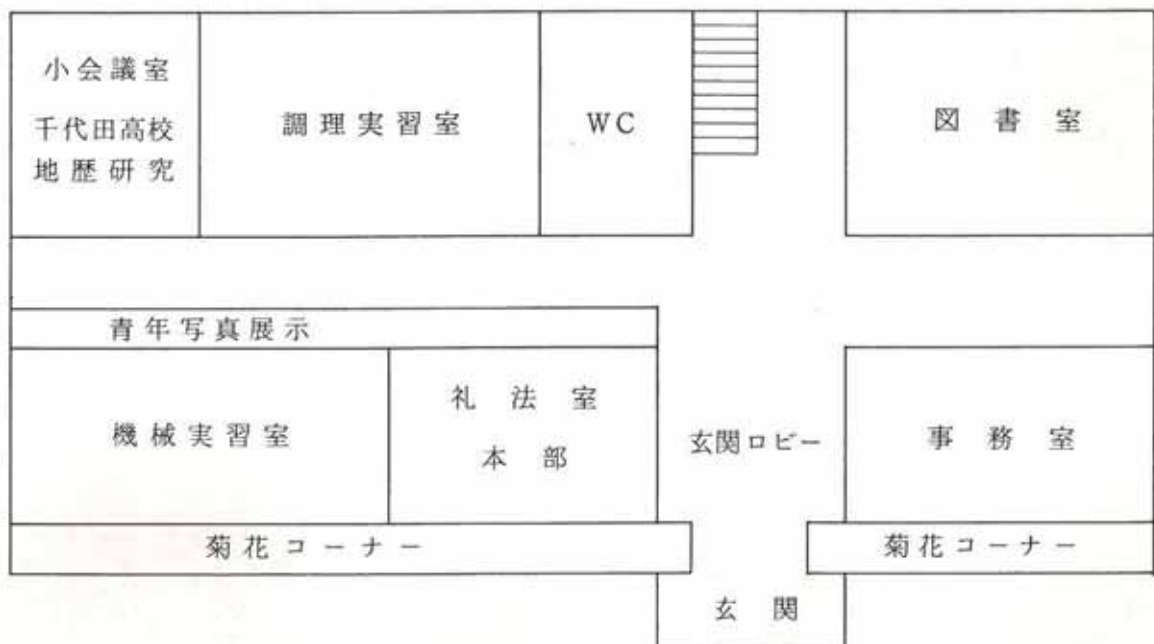 小会議室
千代田高校
地歴研究
調理実習室
WC
図書室
青年写真展示
機械実習室
礼法室
本部
玄関ロビー
事務室
菊花コーナー
菊花コーナー
玄関